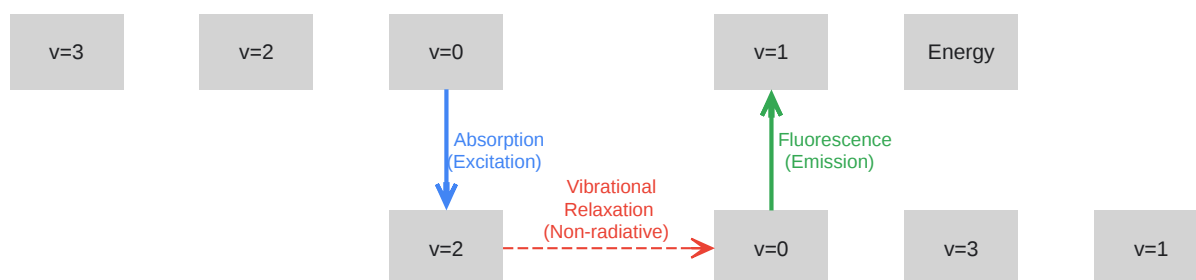 v=3
v=2
v=0
v=1
Energy
Absorption
(Excitation)
Fluorescence
(Emission)
Vibrational
Relaxation
(Non-radiative)
v=2
v=0
v=3
v=1